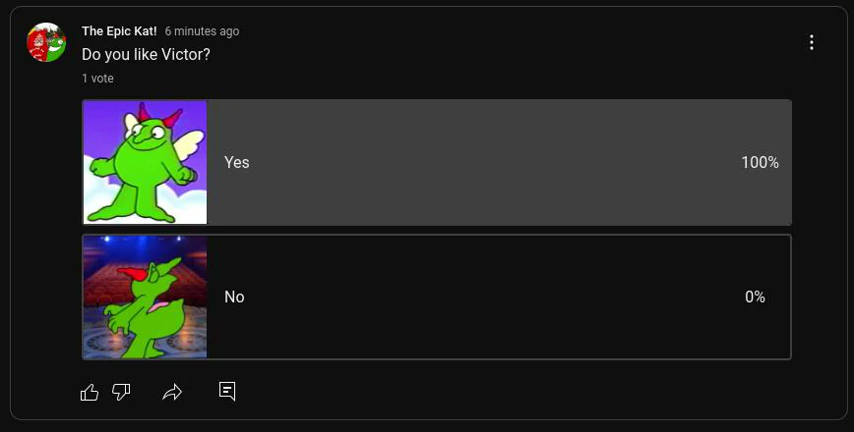 The Epic Kat! 6 minutes ago
Do you like Victor?
1 vote
Yes 100%
No 0%